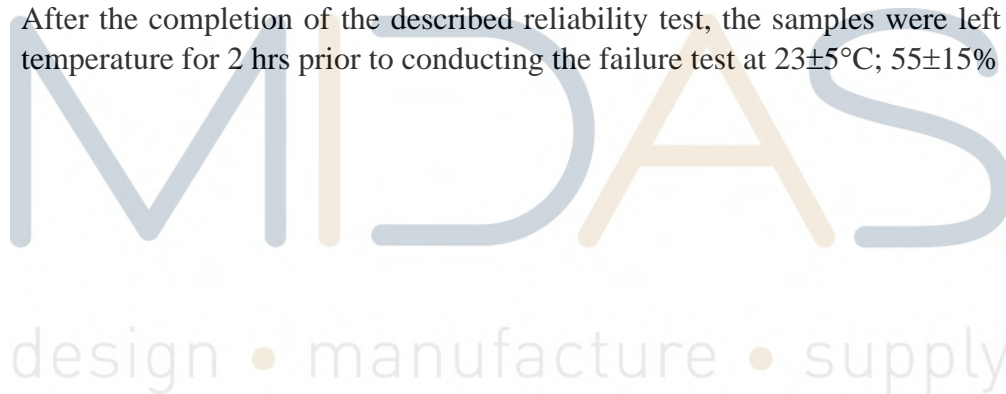 After the completion of the described reliability test, the samples were left
temperature for 2 hrs prior to conducting the failure test at 23±5°C; 55±15%
MIDAS
design • manufacture • supply